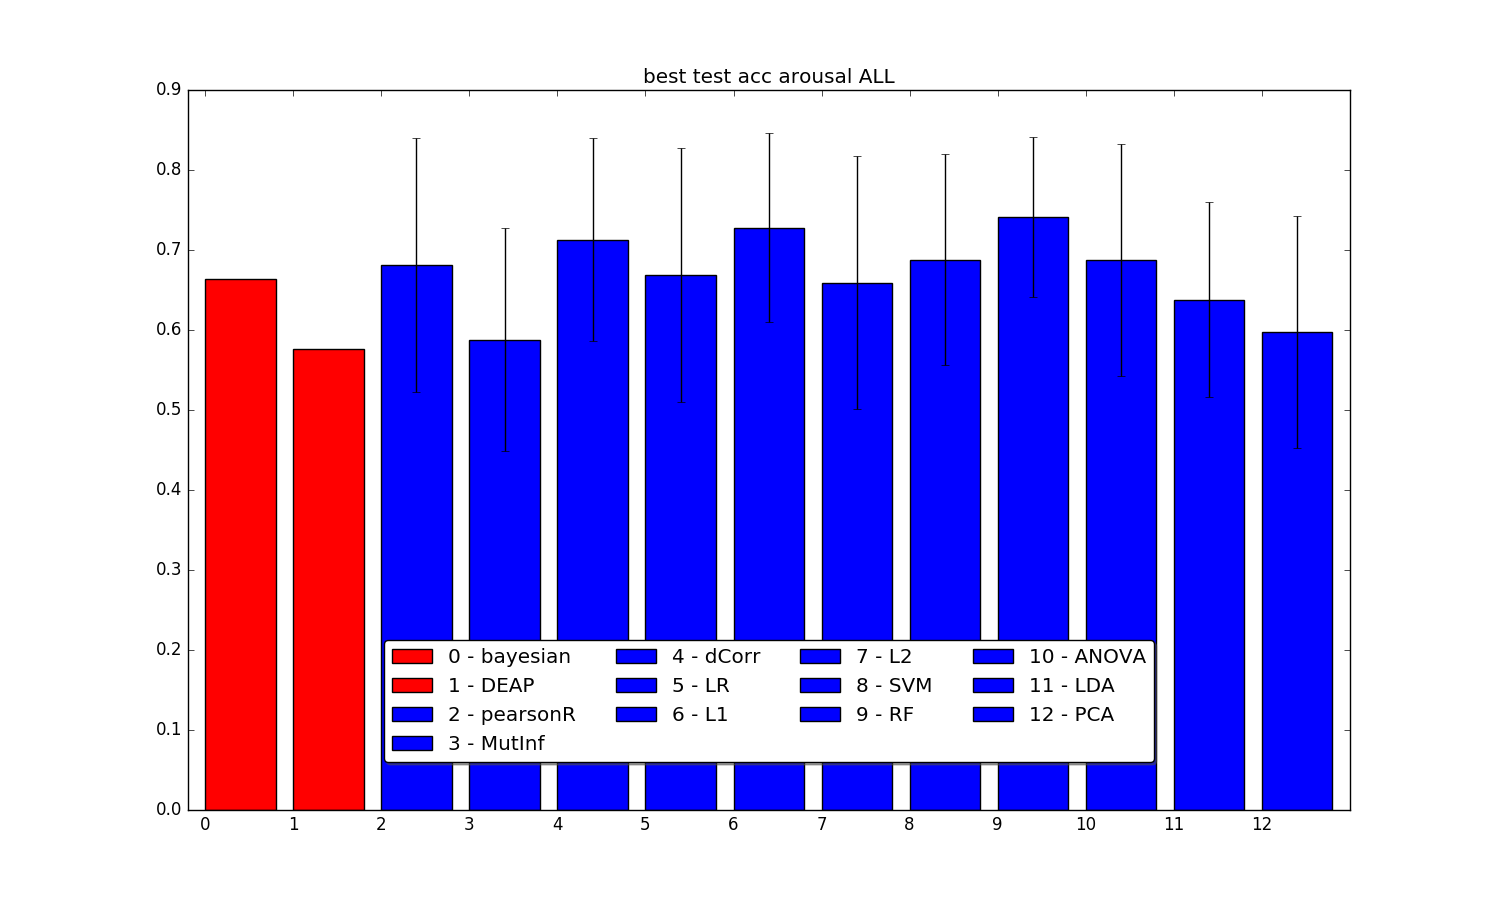 best test acc arousal ALL
0.9
0.8
0.7
0.6
0.5
0.4
0.3
0.2
0.1
0.0
0 - bayesian
1 - DEAP
2 - pearsonR
3 - MutInf
4 - dCorr
5 - LR
6 - L1
7 - L2
8 - SVM
9 - RF
10 - ANOVA
11 - LDA
12 - PCA
0 1 2 3 4 5 6 7 8 9 10 11 12